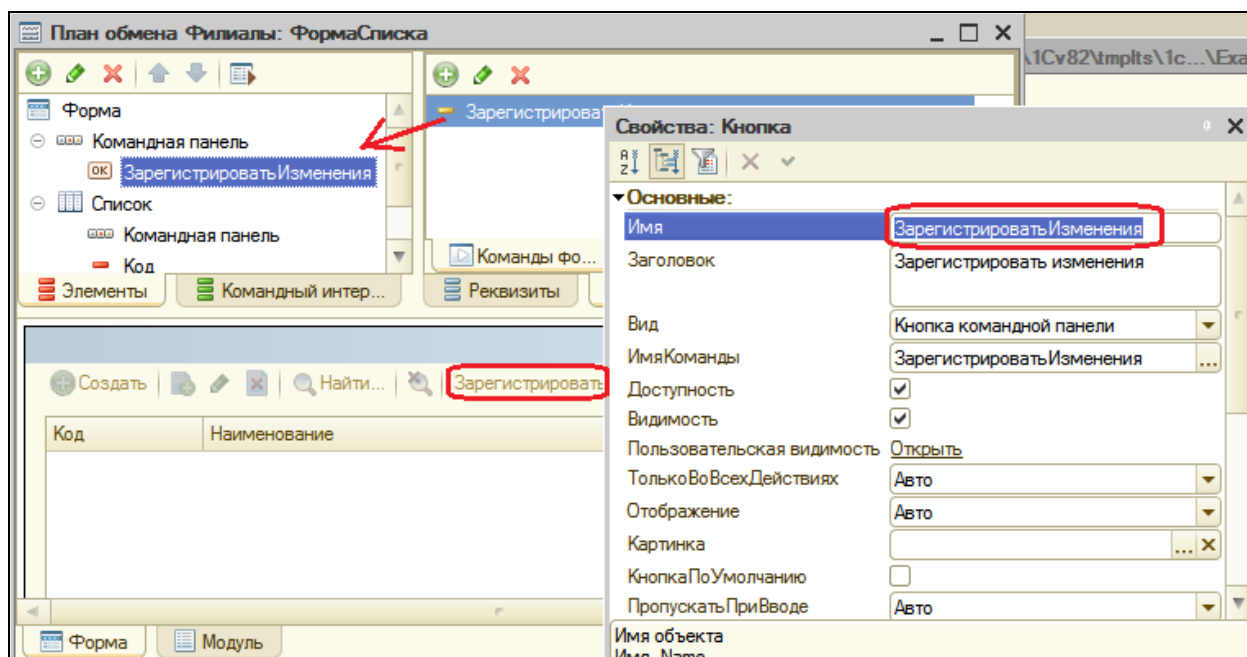 План обмена Филиалы: ФормаСписка
\1Cv82\tmplts\1c...\Exa
Форма
Командная панель
OK ЗарегистрироватьИзменения
Список
Командная панель
Код
Элементы
Командный интер...
Зарегистрироват
Команды фо...
Реквизиты
Создать
Найти...
Зарегистрировать
Код
Наименование
Форма
Модуль
Свойства: Кнопка
Основные:
Имя
ЗарегистрироватьИзменения
Заголовок
Зарегистрировать изменения
Вид
Кнопка командной панели
ИмяКоманды
ЗарегистрироватьИзменения
...
Доступность
Видимость
Пользовательская видимость
Открыть
ТолькоВоВсехДействиях
Авто
Отображение
Авто
Картинка
...
КнопкаПоУмолчанию
ПропускатьПриВводе
Авто
Имя объекта
Имя Name